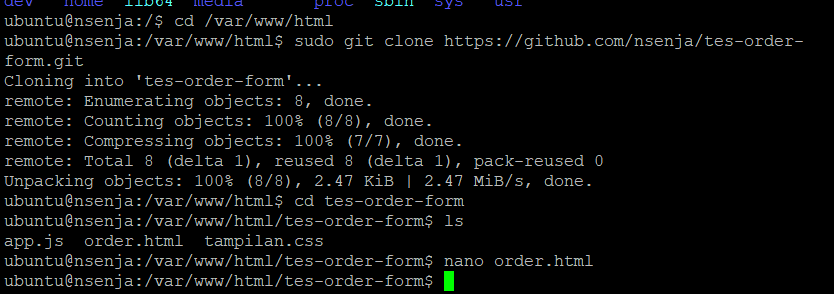 dev home lib64 media proc sbin sys usr
ubuntu@nsenja:/$ cd /var/www/html
ubuntu@nsenja:/var/www/html$ sudo git clone https://github.com/nsenja/tes-order-
form.git
Cloning into 'tes-order-form'...
remote: Enumerating objects: 8, done.
remote: Counting objects: 100% (8/8), done.
remote: Compressing objects: 100% (7/7), done.
remote: Total 8 (delta 1), reused 8 (delta 1), pack-reused 0
Unpacking objects: 100% (8/8), 2.47 KiB | 2.47 MiB/s, done.
ubuntu@nsenja:/var/www/html$ cd tes-order-form
ubuntu@nsenja:/var/www/html/tes-order-form$ ls
app.js order.html tampilan.css
ubuntu@nsenja:/var/www/html/tes-order-form$ nano order.html
ubuntu@nsenja:/var/www/html/tes-order-form$